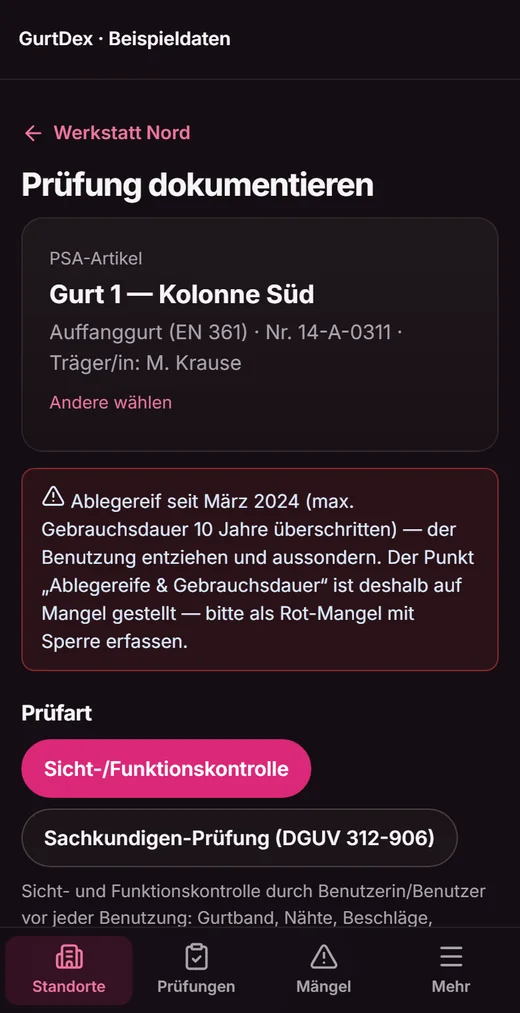 GurtDex · Beispieldaten
← Werkstatt Nord
Prüfung dokumentieren
PSA-Artikel
Gurt 1 — Kolonne Süd
Auffanggurt (EN 361) · Nr. 14-A-0311 ·
Träger/in: M. Krause
Andere wählen
Ablegereif seit März 2024 (max.
Gebrauchsdauer 10 Jahre überschritten) — der
Benutzung entziehen und aussondern. Der Punkt
„Ablegereife & Gebrauchsdauer“ ist deshalb auf
Mangel gestellt — bitte als Rot-Mangel mit
Sperre erfassen.
Prüfart
Sicht-/Funktionskontrolle
Sachkundigen-Prüfung (DGUV 312-906)
Sicht- und Funktionskontrolle durch Benutzerin/Benutzer
vor jeder Benutzung: Gurtband, Nähte, Beschläge,
Standorte
Prüfungen
Mängel
Mehr